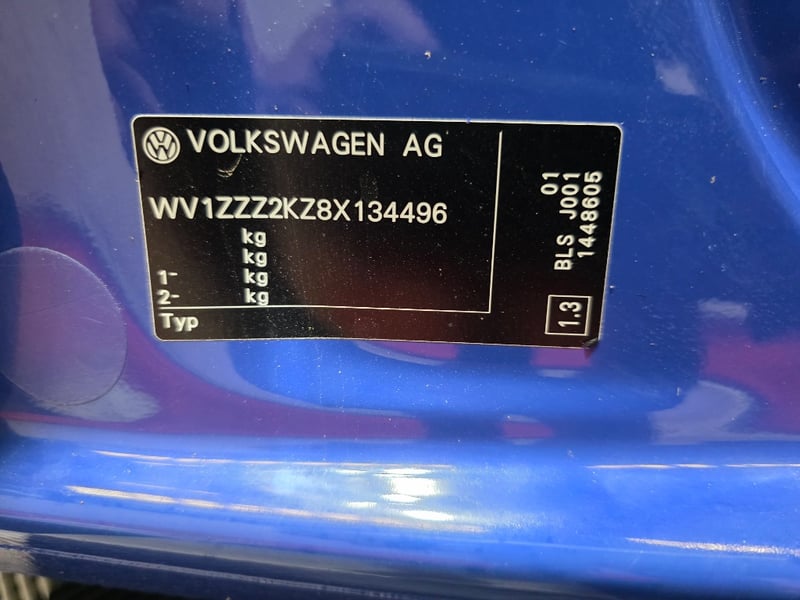 VOLKSWAGEN AG
WV1ZZZ2KZ8X134496
kg
kg
1- kg
2- kg
Typ
01
BLS J001
1448605
1.3